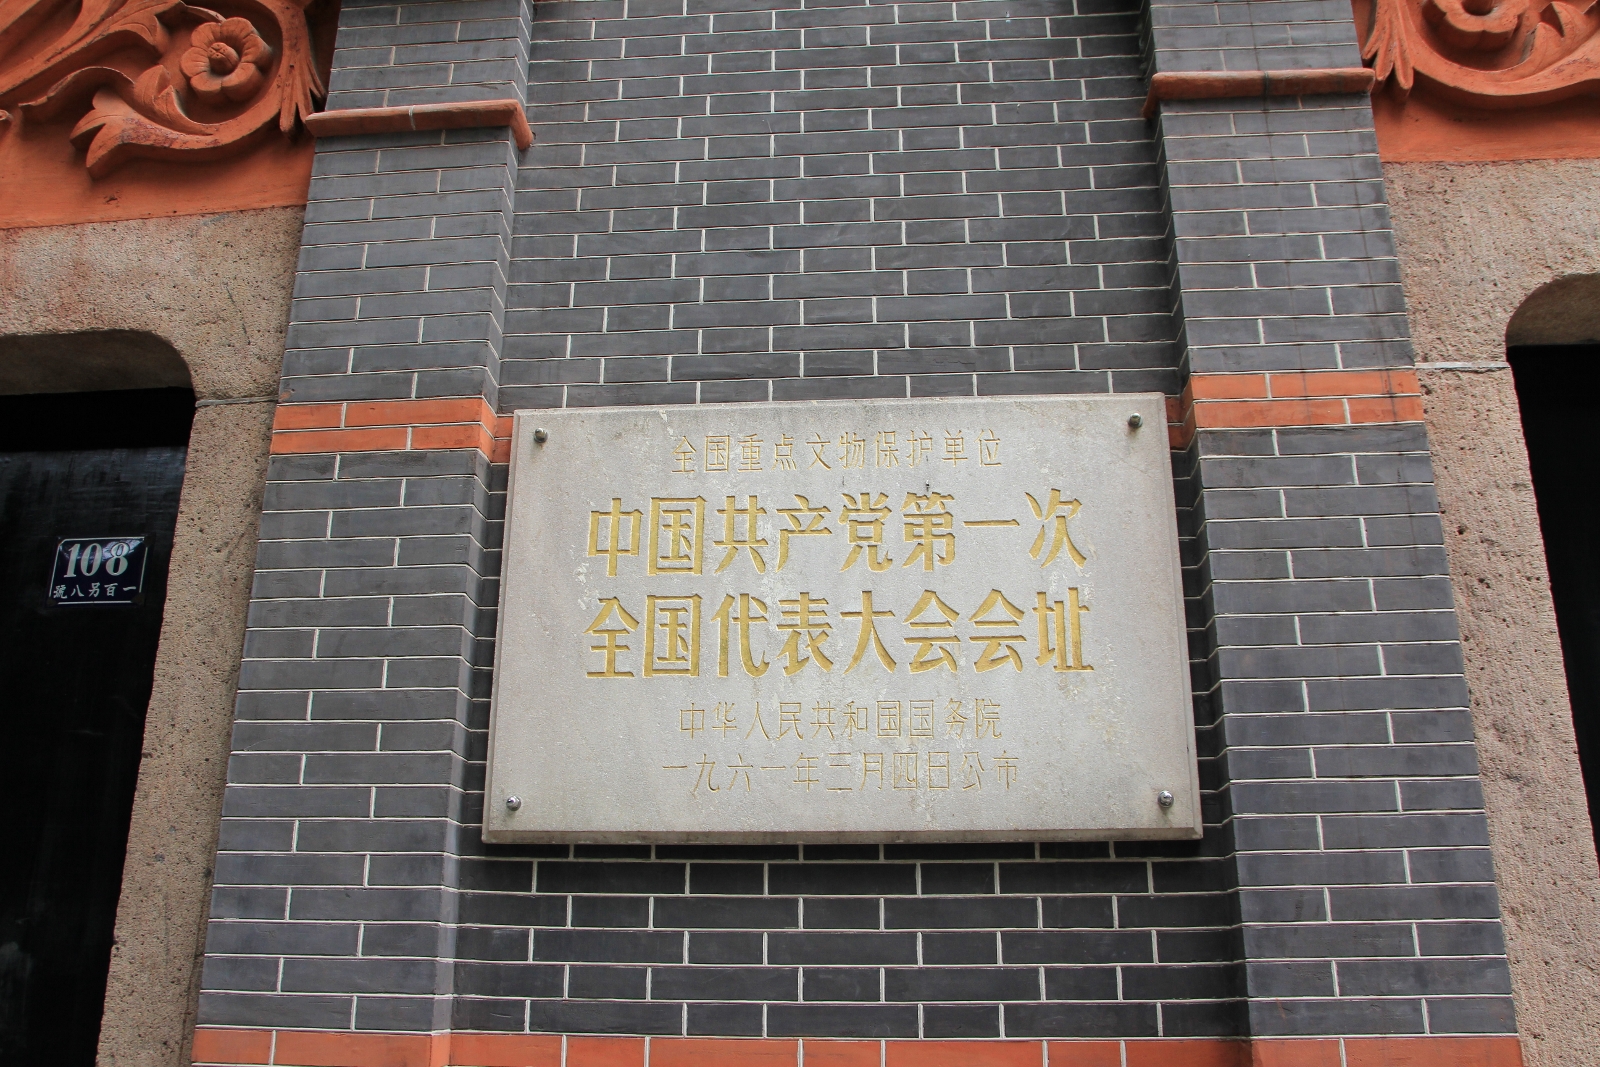 全国重点文物保护单位
中国共产党第一次
全国代表大会会址
中华人民共和国国务院
一九六一年三月四日公布
108
號八另百一